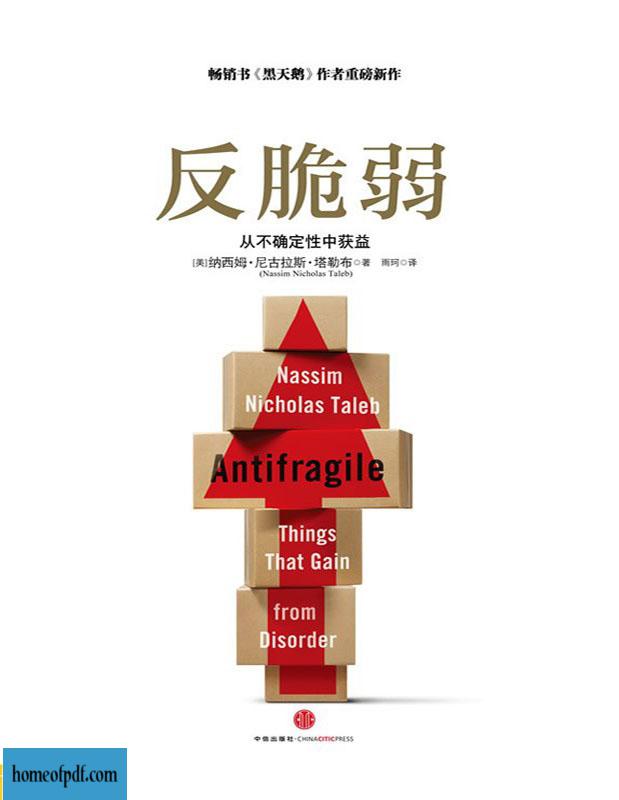 畅销书《黑天鹅》作者重磅新作
反脆弱
从不确定性中获益
[美]纳西姆·尼古拉斯·塔勒布◎著 雨珂◎译
(Nassim Nicholas Taleb)
Nassim
Nicholas Taleb
Antifragile
Things
That Gain
from
Disorder
中信出版社·CHINACITICPRESS
homeofpdf.com